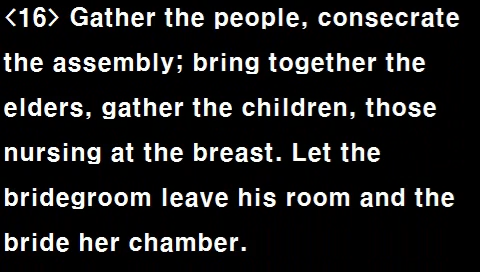 <16> Gather the people, consecrate
the assembly; bring together the
elders, gather the children, those
nursing at the breast. Let the
bridegroom leave his room and the
bride her chamber.